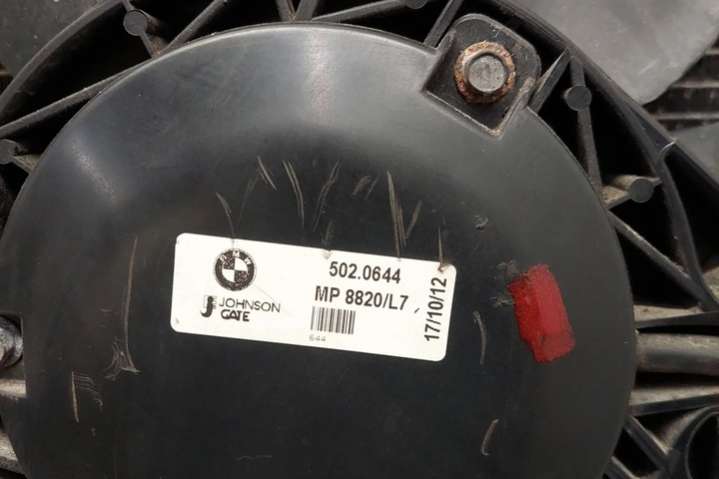 502.0644
MP 8820/L7
17/10/12
JOHNSON
GATE
644